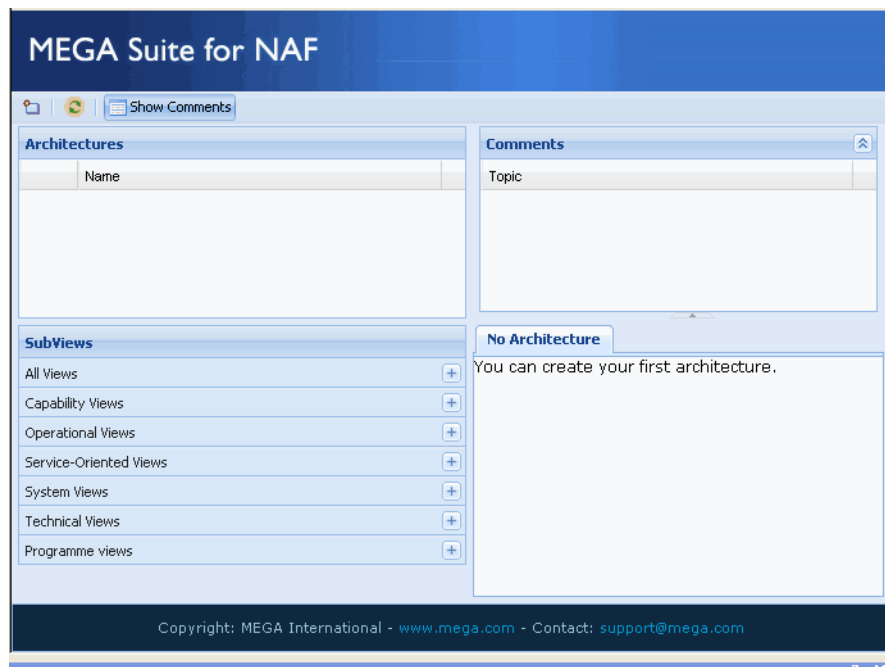 MEGA Suite for NAF
Show Comments
Architectures
Name
Comments
Topic
SubViews
All Views
Capability Views
Operational Views
Service-Oriented Views
System Views
Technical Views
Programme views
No Architecture
You can create your first architecture.
Copyright: MEGA International - www.mega.com - Contact: support@mega.com